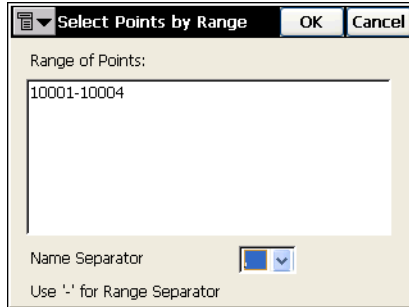 Select Points by Range OK Cancel
Range of Points:
10001-10004
Name Separator
Use '-' for Range Separator